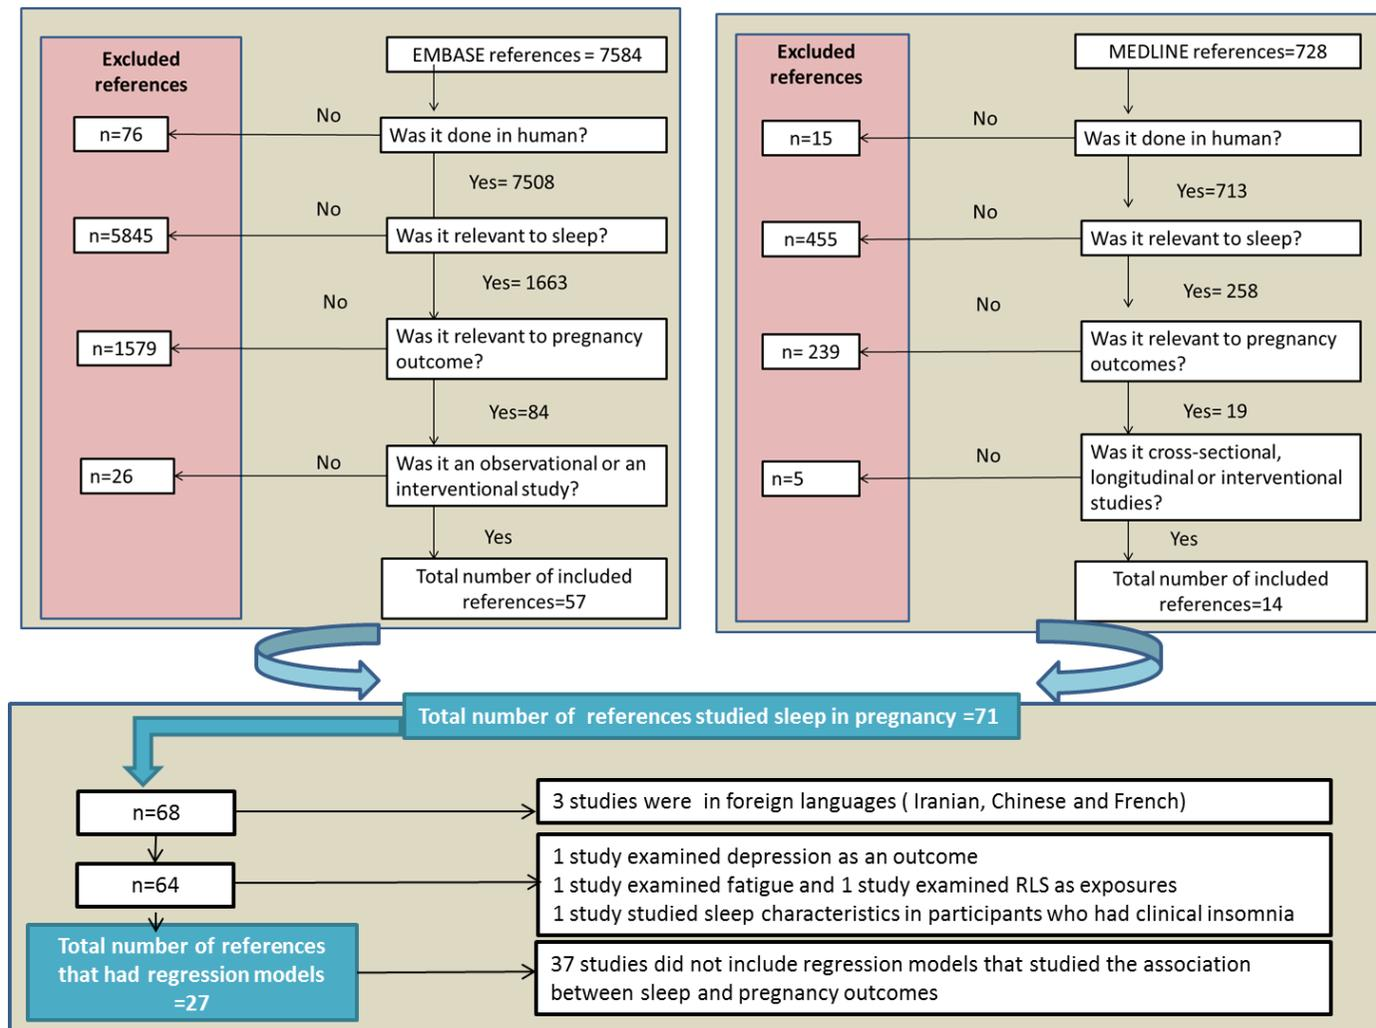 EMBASE references = 7584
Excluded
references
No
n=76
Was it done in human?
Yes= 7508
No
n=5845
Was it relevant to sleep?
Yes= 1663
No
n=1579
Was it relevant to pregnancy
outcome?
Yes=84
No
n=26
Was it an observational or an
interventional study?
Yes
Total number of included
references=57
MEDLINE references=728
Excluded
references
No
n=15
Was it done in human?
Yes=713
No
n=455
Was it relevant to sleep?
Yes= 258
No
n= 239
Was it relevant to pregnancy
outcomes?
Yes= 19
No
n=5
Was it cross-sectional,
longitudinal or interventional
studies?
Yes
Total number of included
references=14
Total number of references studied sleep in pregnancy =71
n=68
3 studies were in foreign languages ( Iranian, Chinese and French)
n=64
1 study examined depression as an outcome
1 study examined fatigue and 1 study examined RLS as exposures
1 study studied sleep characteristics in participants who had clinical insomnia
Total number of references
that had regression models
=27
37 studies did not include regression models that studied the association
between sleep and pregnancy outcomes